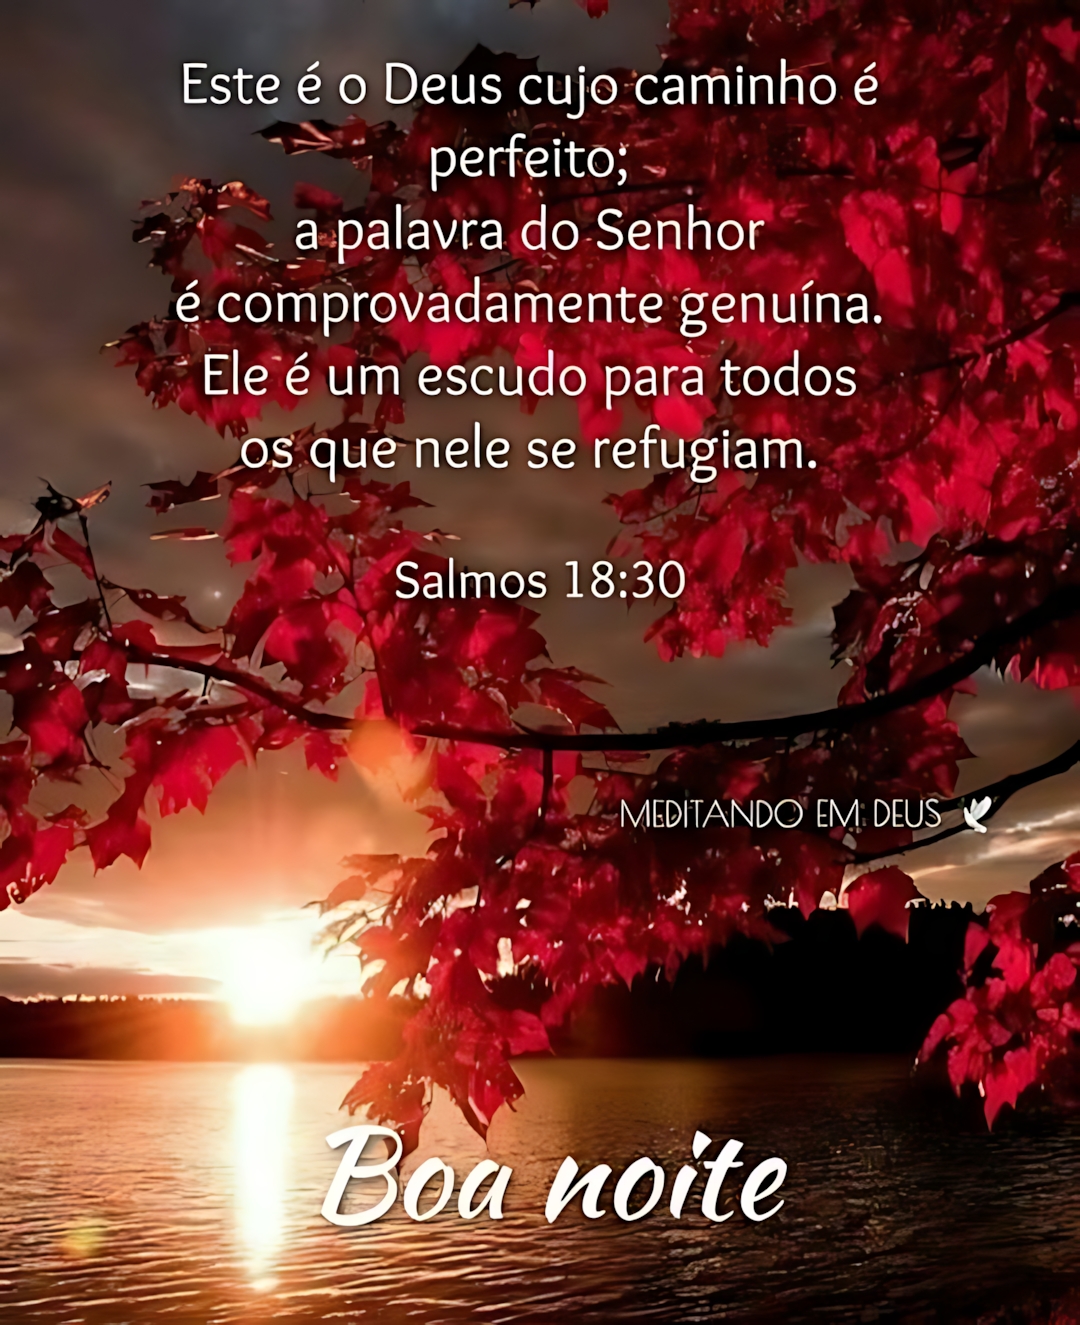 Este é o Deus cujo caminho é
perfeito;
a palavra do Senhor
é comprovadamente genuína.
Ele é um escudo para todos
os que nele se refugiam.
Salmos 18:30
MEDITANDO EM DEUS
Boa noite